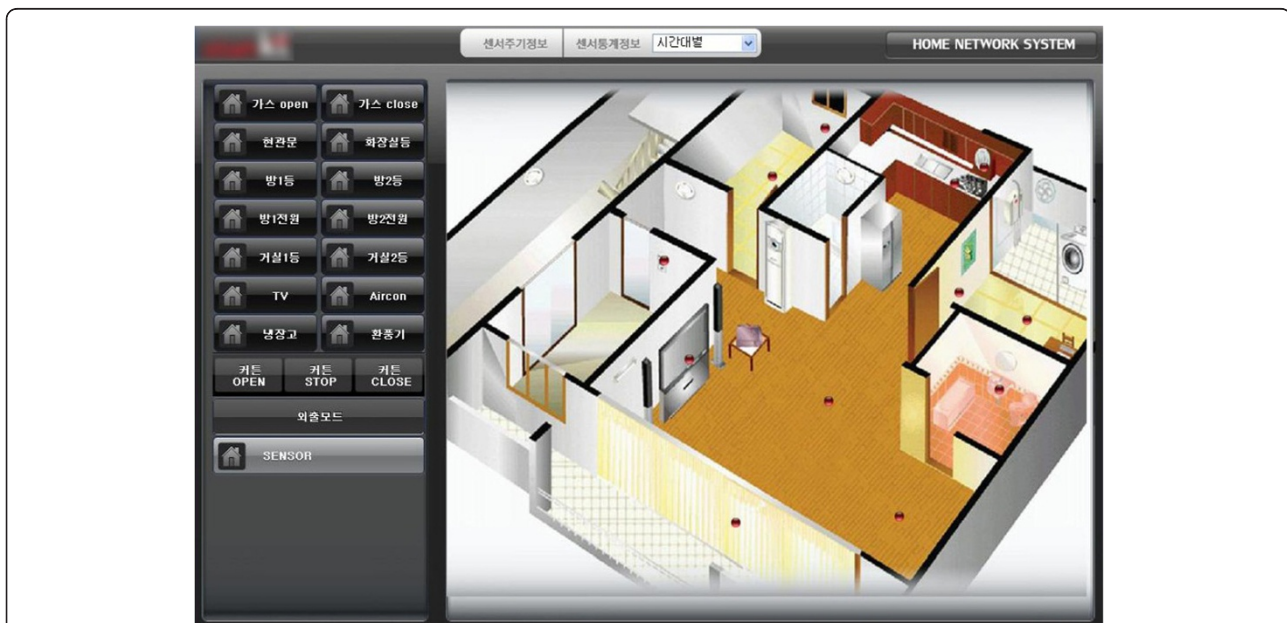 센서주기정보 센서통계정보 시간대별 HOME NETWORK SYSTEM
가스 open 가스 close
현관문 화장실등
방1등 방2등
방1전원 방2전원
거실1등 거실2등
TV Aircon
냉장고 환풍기
커튼 커튼 커튼
OPEN STOP CLOSE
외출모드
SENSOR